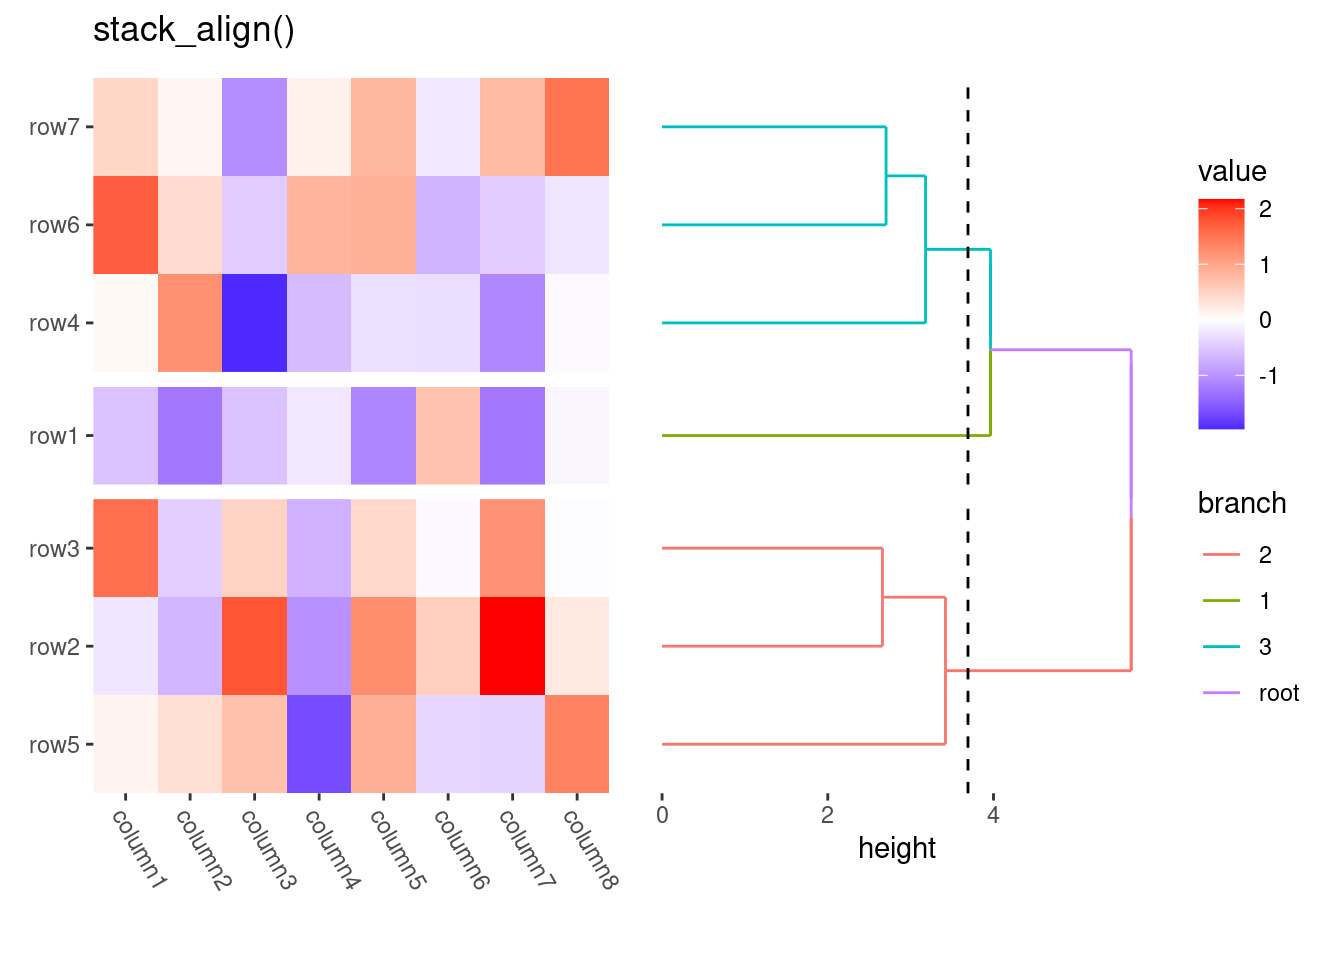 stack_align()
row7
row6
row4
row1
row3
row2
row5
column1
column2
column3
column4
column5
column6
column7
column8
0
2
4
height
value
2
1
0
-1
branch
2
1
3
root